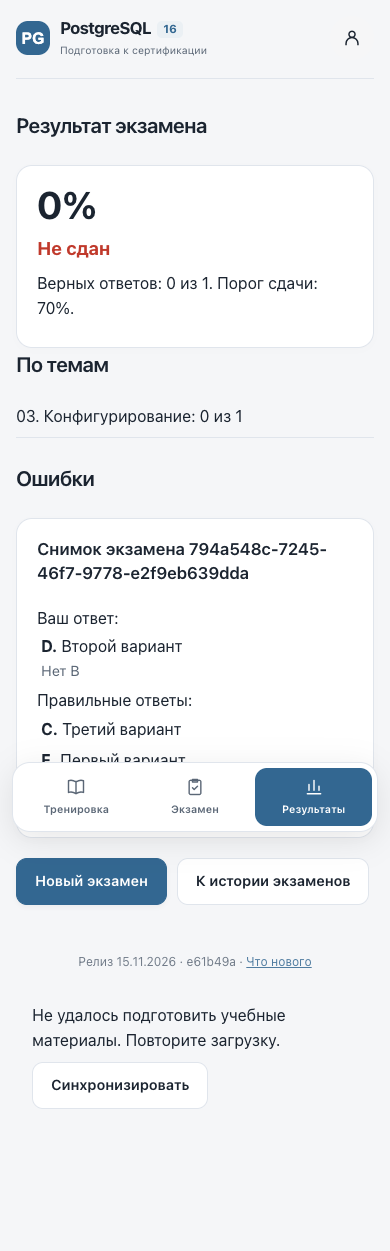 PG
PostgreSQL 16
Подготовка к сертификации
Результат экзамена
0%
Не сдан
Верных ответов: 0 из 1. Порог сдачи:
70%.
По темам
03. Конфигурирование: 0 из 1
Ошибки
Снимок экзамена 794a548c-7245-
46f7-9778-e2f9eb639dda
Ваш ответ:
D. Второй вариант
Нет B
Правильные ответы:
C. Третий вариант
E. Первый вариант
Тренировка
Экзамен
Результаты
Новый экзамен
К истории экзаменов
Релиз 15.11.2026 · e61b49a · Что нового
Не удалось подготовить учебные
материалы. Повторите загрузку.
Синхронизировать